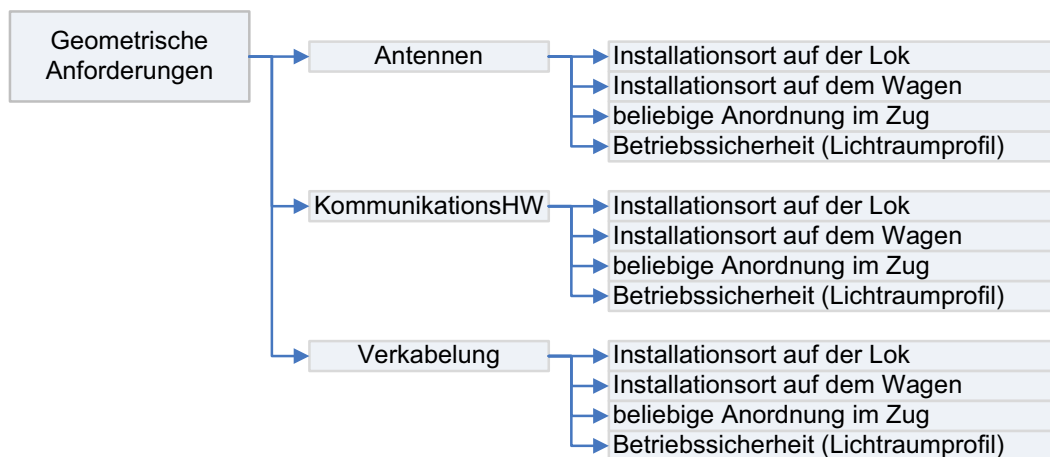 Geometrische
Anforderungen
Antennen
Installationsort auf der Lok
Installationsort auf dem Wagen
beliebige Anordnung im Zug
Betriebssicherheit (Lichtraumprofil)
KommunikationsHW
Installationsort auf der Lok
Installationsort auf dem Wagen
beliebige Anordnung im Zug
Betriebssicherheit (Lichtraumprofil)
Verkabelung
Installationsort auf der Lok
Installationsort auf dem Wagen
beliebige Anordnung im Zug
Betriebssicherheit (Lichtraumprofil)